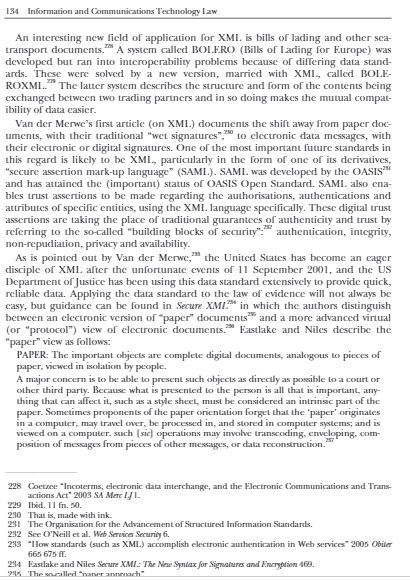 134 Information and Communications Technology Law
An interesting new field of application for XML is bills of lading and other sea-
transport documents.228 A system called BOLERO (Bills of Lading for Europe) was
developed but ran into interoperability problems because of differing data stand-
ards. These were solved by a new version, married with XML, called BOLE-
ROXML.229 The latter system describes the structure and form of the contents being
exchanged between two trading partners and in so doing makes the mutual compat-
ibility of data easier.
Van der Merwe's first article (on XML) documents the shift away from paper doc-
uments, with their traditional "wet signatures",230 to electronic data messages, with
their electronic or digital signatures. One of the most important future standards in
this regard is likely to be XML, particularly in the form of one of its derivatives,
"secure assertion mark-up language" (SAML). SAML was developed by the OASIS231
and has attained the (important) status of OASIS Open Standard. SAML also ena-
bles trust assertions to be made regarding the authorisations, authentications and
attributes of specific entities, using the XML language specifically. These digital trust
assertions are taking the place of traditional guarantees of authenticity and trust by
referring to the so-called "building blocks of security":232 authentication, integrity,
non-repudiation, privacy and availability.
As is pointed out by Van der Merwe,233 the United States has become an eager
disciple of XML after the unfortunate events of 11 September 2001, and the US
Department of Justice has been using this data standard extensively to provide quick,
reliable data. Applying the data standard to the law of evidence will not always be
easy, but guidance can be found in Secure XML234 in which the authors distinguish
between an electronic version of "paper" documents235 and a more advanced virtual
(or "protocol") view of electronic documents.236 Eastlake and Niles describe the
"paper" view as follows:
PAPER: The important objects are complete digital documents, analogous to pieces of
paper, viewed in isolation by people.
A major concern is to be able to present such objects as directly as possible to a court or
other third party. Because what is presented to the person is all that is important, any-
thing that can affect it, such as a style sheet, must be considered an intrinsic part of the
paper. Sometimes proponents of the paper orientation forget that the 'paper' originates
in a computer, may travel over, be processed in, and stored in computer systems; and is
viewed on a computer. such [sic] operations may involve transcoding, enveloping, com-
position of messages from pieces of other messages, or data reconstruction.237
228 Coetzee "Incoterms, electronic data interchange, and the Electronic Communications and Trans-
actions Act" 2003 SA Merc LJ 1.
229 Ibid. 11 fn. 50.
230 That is, made with ink.
231 The Organisation for the Advancement of Structured Information Standards.
232 See O'Neill et al. Web Services Security 6.
233 "How standards (such as XML) accomplish electronic authentication in Web services" 2005 Obiter
665 675 ff.
234 Eastlake and Niles Secure XML: The New Syntax for Signatures and Encryption 469.
235 The so-called "paper approach"